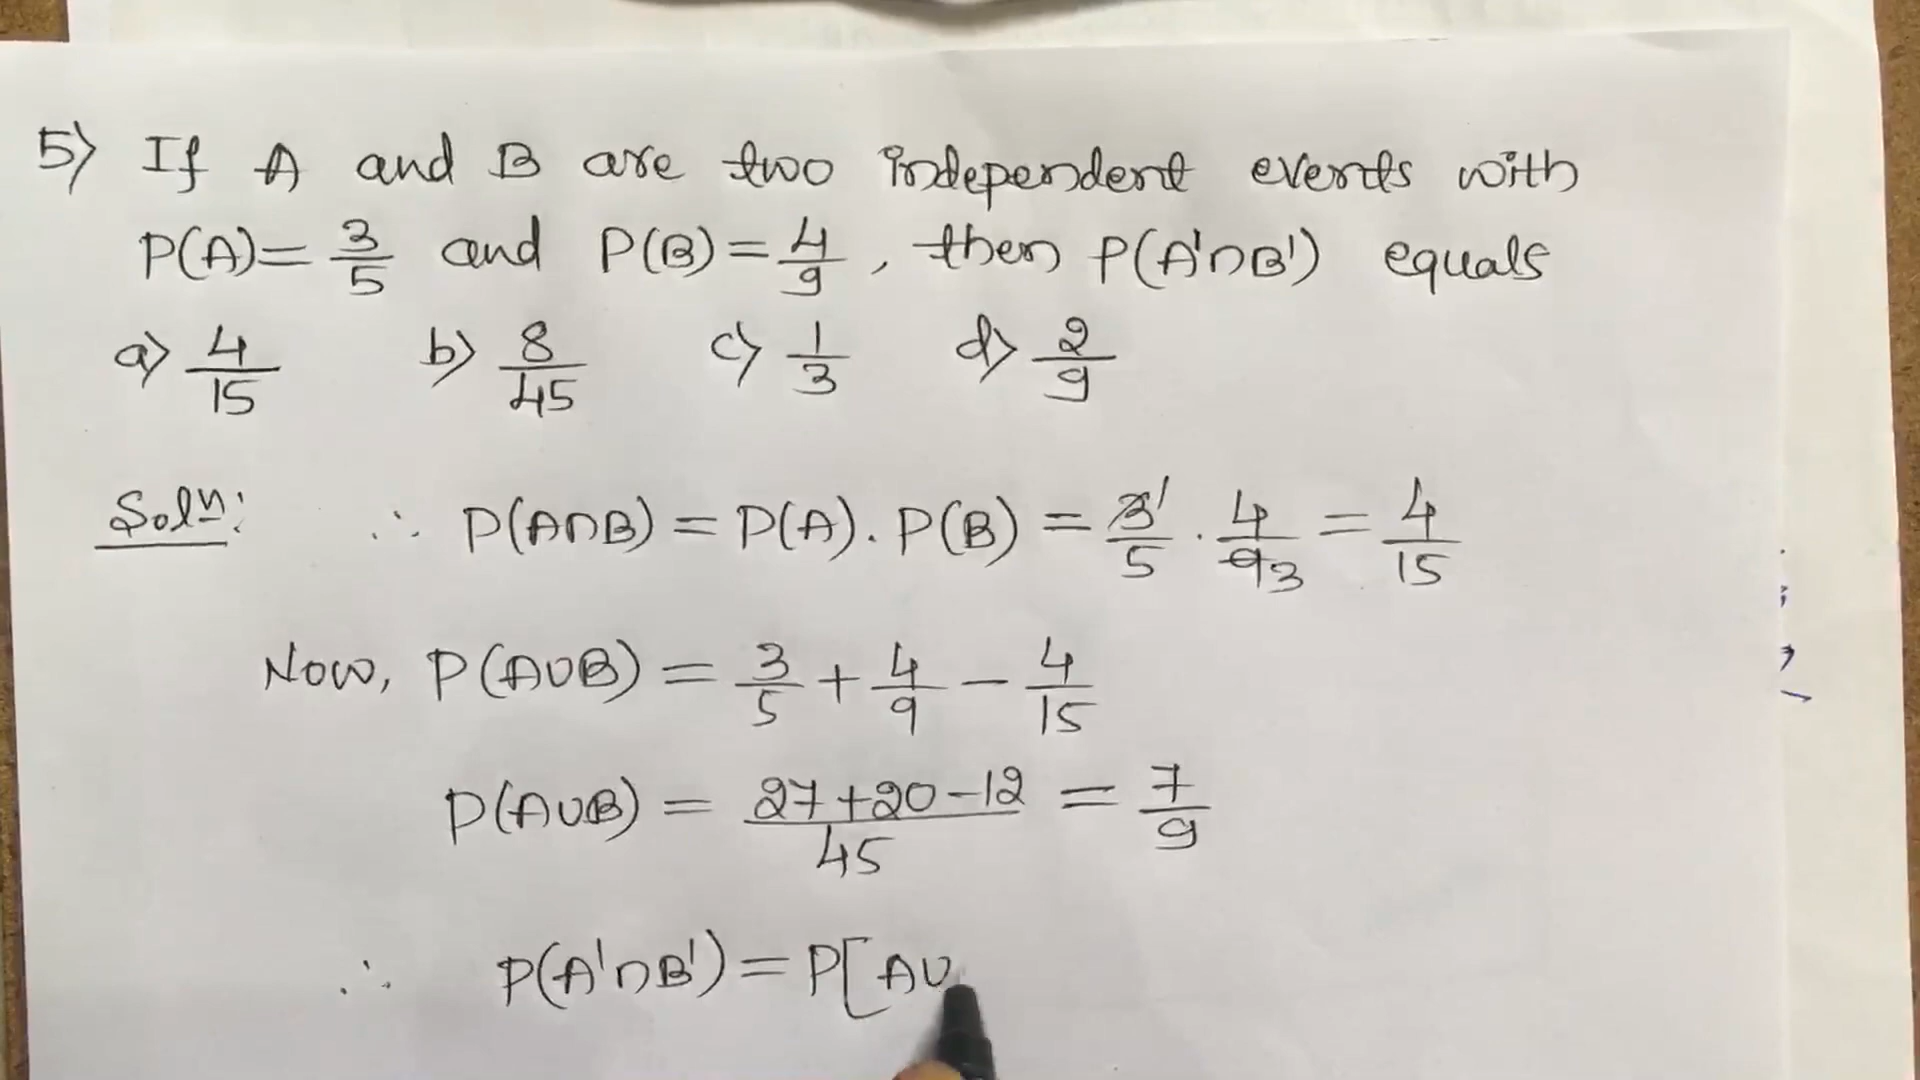 5) If A and B are two independent events with
P(A) = 3/5 and P(B) = 4/9, then P(A'∩B') equals
a) 4/15 b) 8/45 c) 1/3 d) 2/9
Soln: ∴ P(A∩B) = P(A). P(B) = 3 1/5 . 4/9 3 = 4/15
Now, P(A∪B) = 3/5 + 4/9 - 4/15
P(A∪B) = 27+20-12/45 = 7/9
∴ P(A'∩B') = P[A∪